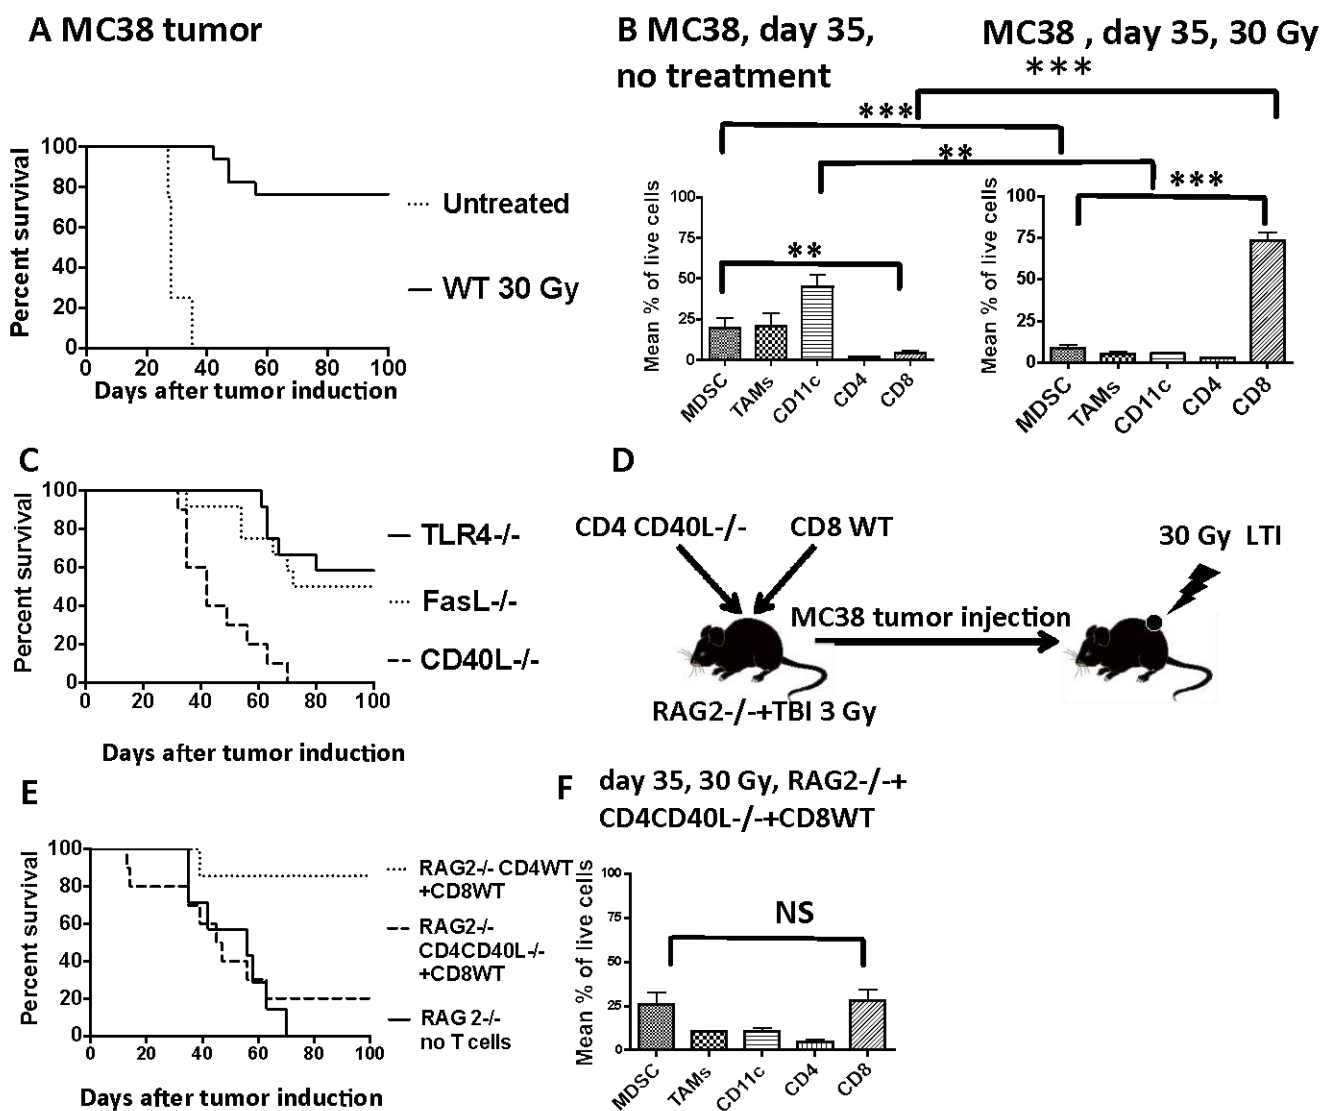 A MC38 tumor
Percent survival
100
80
60
40
20
0
0 20 40 60 80 100
Days after tumor induction
Untreated
WT 30 Gy
B MC38, day 35,
no treatment
MC38 , day 35, 30 Gy
***
***
**
***
**
Mean % of live cells
100
75
50
25
0
MDSC
TAMs
CD11c
CD4
CD8
Mean % of live cells
100
75
50
25
0
MDSC
TAMs
CD11c
CD4
CD8
C
Percent survival
100
80
60
40
20
0
0 20 40 60 80 100
Days after tumor induction
TLR4-/-
FasL-/-
CD40L-/-
D
CD4 CD40L-/- CD8 WT
30 Gy LTI
MC38 tumor injection
RAG2-/-+TBI 3 Gy
E
Percent survival
100
80
60
40
20
0
0 20 40 60 80 100
Days after tumor induction
RAG2-/- CD4WT
+CD8WT
RAG2-/-
CD4CD40L-/-
+CD8WT
RAG 2-/-
no T cells
F day 35, 30 Gy, RAG2-/-+
CD4CD40L-/-+CD8WT
Mean % of live cells
100
75
50
25
0
NS
MDSC
TAMs
CD11c
CD4
CD8